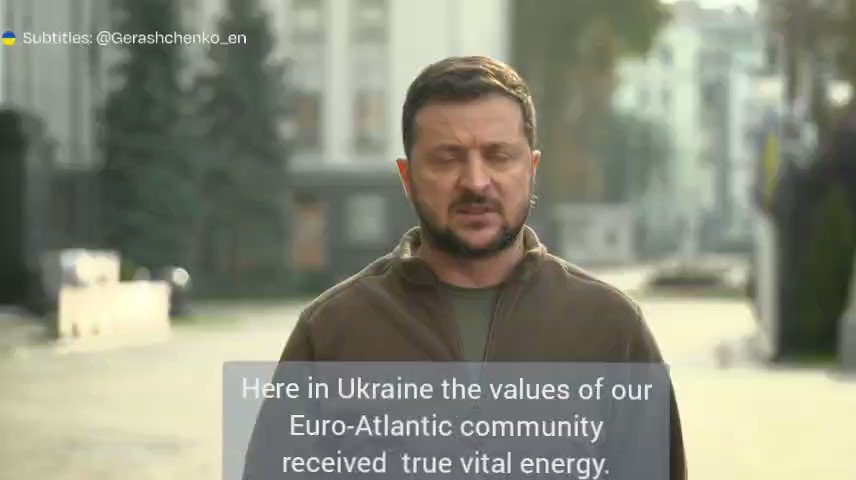 Subtitles: @Gerashchenko_en
Here in Ukraine the values of our
Euro-Atlantic community
received true vital energy.